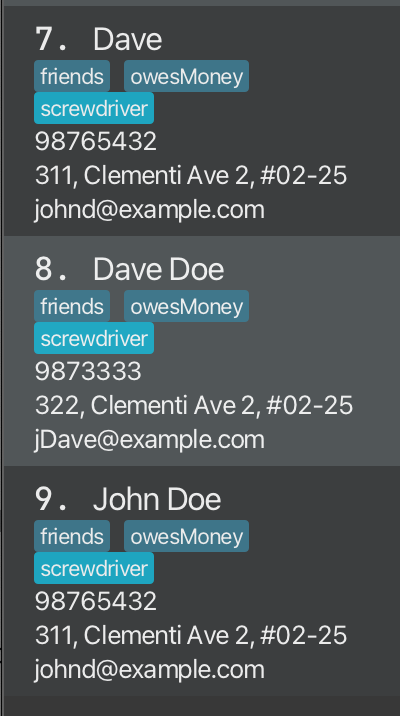 7. Dave
friends owesMoney
screwdriver
98765432
311, Clementi Ave 2, #02-25
johnd@example.com
8. Dave Doe
friends owesMoney
screwdriver
9873333
322, Clementi Ave 2, #02-25
jDave@example.com
9. John Doe
friends owesMoney
screwdriver
98765432
311, Clementi Ave 2, #02-25
johnd@example.com